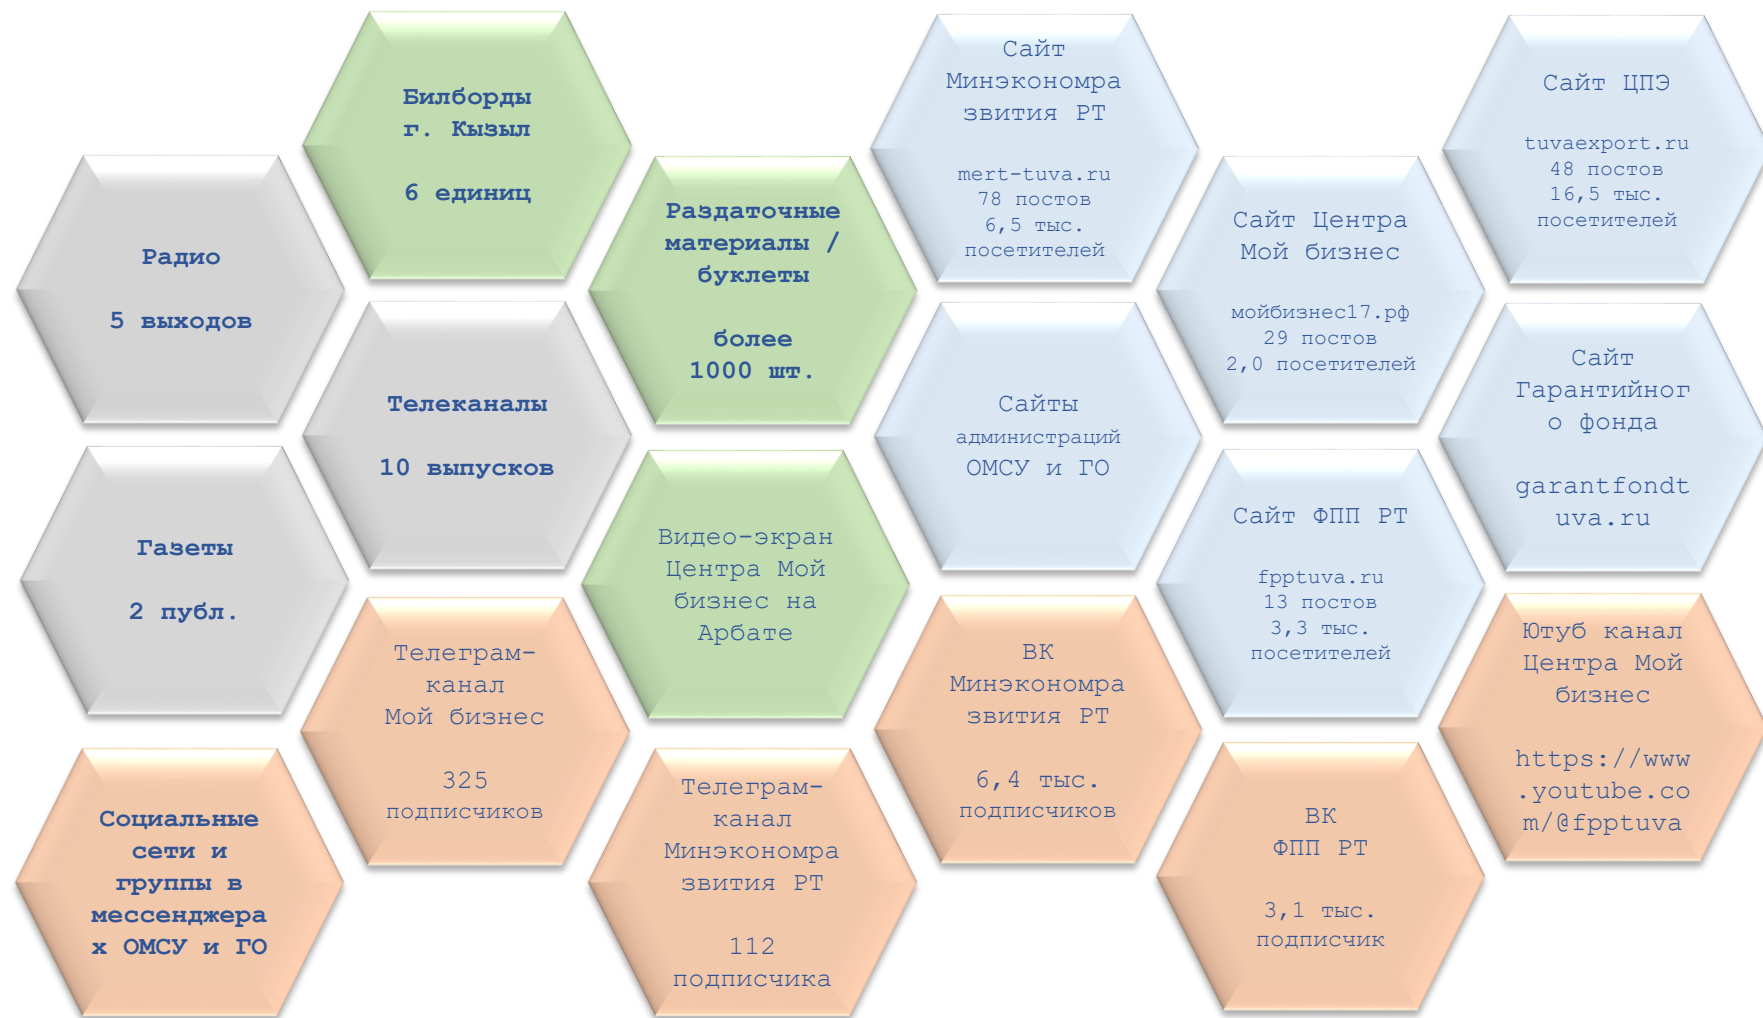 Билборды
г. Кызыл
6 единиц
Сайт
Минэкономра
звития РТ
mert-tuva.ru
78 постов
6,5 тыс.
посетителей
Сайт ЦПЭ
tuvaexport.ru
48 постов
16,5 тыс.
посетителей
Радио
5 выходов
Раздаточные
материалы /
буклеты
более
1000 шт.
Сайт Центра
Мой бизнес
мойбизнес17.рф
29 постов
2,0 посетителей
Телеканалы
10 выпусков
Сайты
администраций
ОМСУ и ГО
Сайт
Гарантийног
о фонда
garantfondt
uva.ru
Газеты
2 публ.
Видео-экран
Центра Мой
бизнес на
Арбате
Сайт ФПП РТ
fpptuva.ru
13 постов
3,3 тыс.
посетителей
Телеграм-
канал
Мой бизнес
325
подписчиков
ВК
Минэкономра
звития РТ
6,4 тыс.
подписчиков
Ютуб канал
Центра Мой
бизнес
https://www
.youtube.co
m/@fpptuva
Социальные
сети и
группы в
мессенджера
х ОМСУ и ГО
Телеграм-
канал
Минэкономра
звития РТ
112
подписчика
ВК
ФПП РТ
3,1 тыс.
подписчик